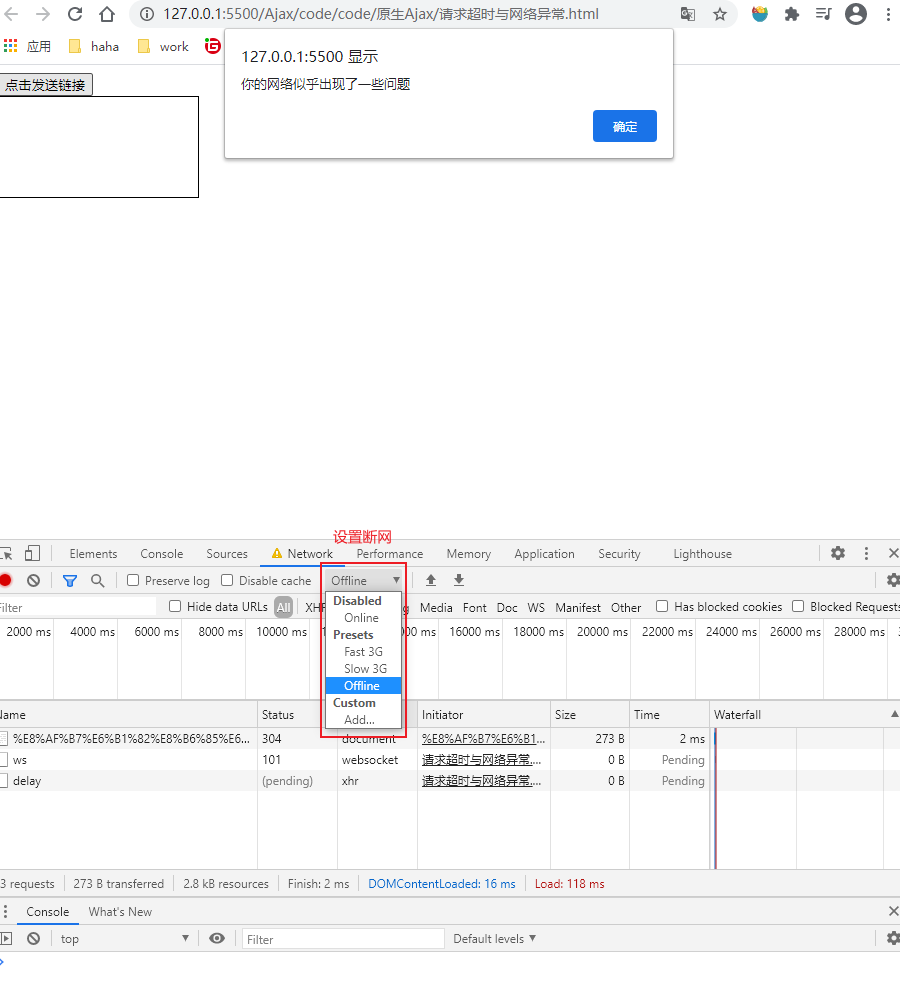 127.0.0.1:5500/Ajax/code/code/原生Ajax/请求超时与网络异常.html
应用 haha work
127.0.0.1:5500 显示
你的网络似乎出现了一些问题
确定
点击发送链接
设置断网
Elements Console Sources Network Performance Memory Application Security Lighthouse
Preserve log Disable cache Offline
Hide data URLs All Media Font Doc WS Manifest Other Has blocked cookies Blocked Requests
Disabled
Online
Presets
Fast 3G
Slow 3G
Offline
Custom
Add...
2000 ms 4000 ms 6000 ms 8000 ms 10000 ms 16000 ms 18000 ms 20000 ms 22000 ms 24000 ms 26000 ms 28000 ms
Status Initiator Size Time Waterfall
%E8%AF%B7%E6%B1%82%E8%B6%85%E6... 304 document %E8%AF%B7%E6%B1... 273 B 2 ms
ws 101 websocket 请求超时与网络异常.... 0 B Pending
delay (pending) xhr 请求超时与网络异常.... 0 B Pending
3 requests 273 B transferred 2.8 kB resources Finish: 2 ms DOMContentLoaded: 16 ms Load: 118 ms
Console What's New
top Filter Default levels